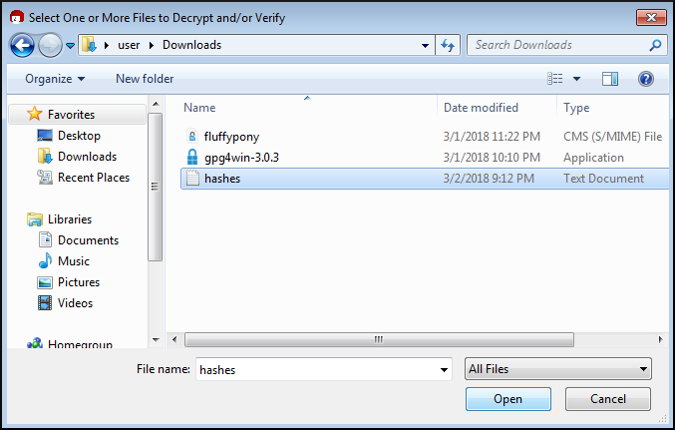 Select One or More Files to Decrypt and/or Verify
user Downloads
Search Downloads
Organize New folder
Name Date modified Type
Favorites
Desktop
Downloads
Recent Places
Libraries
Documents
Music
Pictures
Videos
Homegroup
fluffypony 3/1/2018 11:22 PM CMS (S/MIME) File
gpg4win-3.0.3 3/1/2018 10:10 PM Application
hashes 3/2/2018 9:12 PM Text Document
File name: hashes All Files
Open Cancel